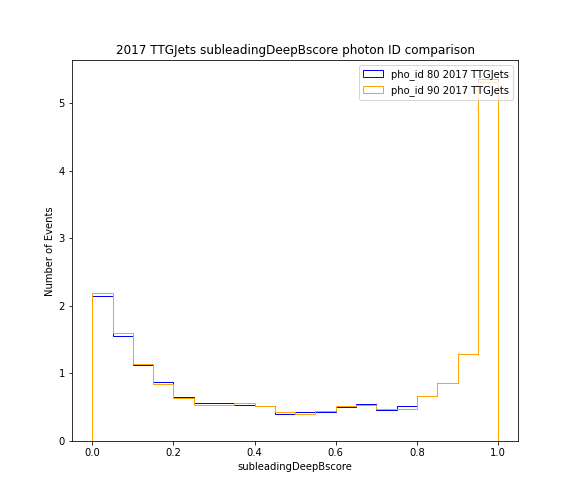 2017 TTGJets subleadingDeepBscore photon ID comparison
pho_id 80 2017 TTGJets
pho_id 90 2017 TTGJets
Number of Events
5
4
3
2
1
0
0.0 0.2 0.4 0.6 0.8 1.0
subleadingDeepBscore